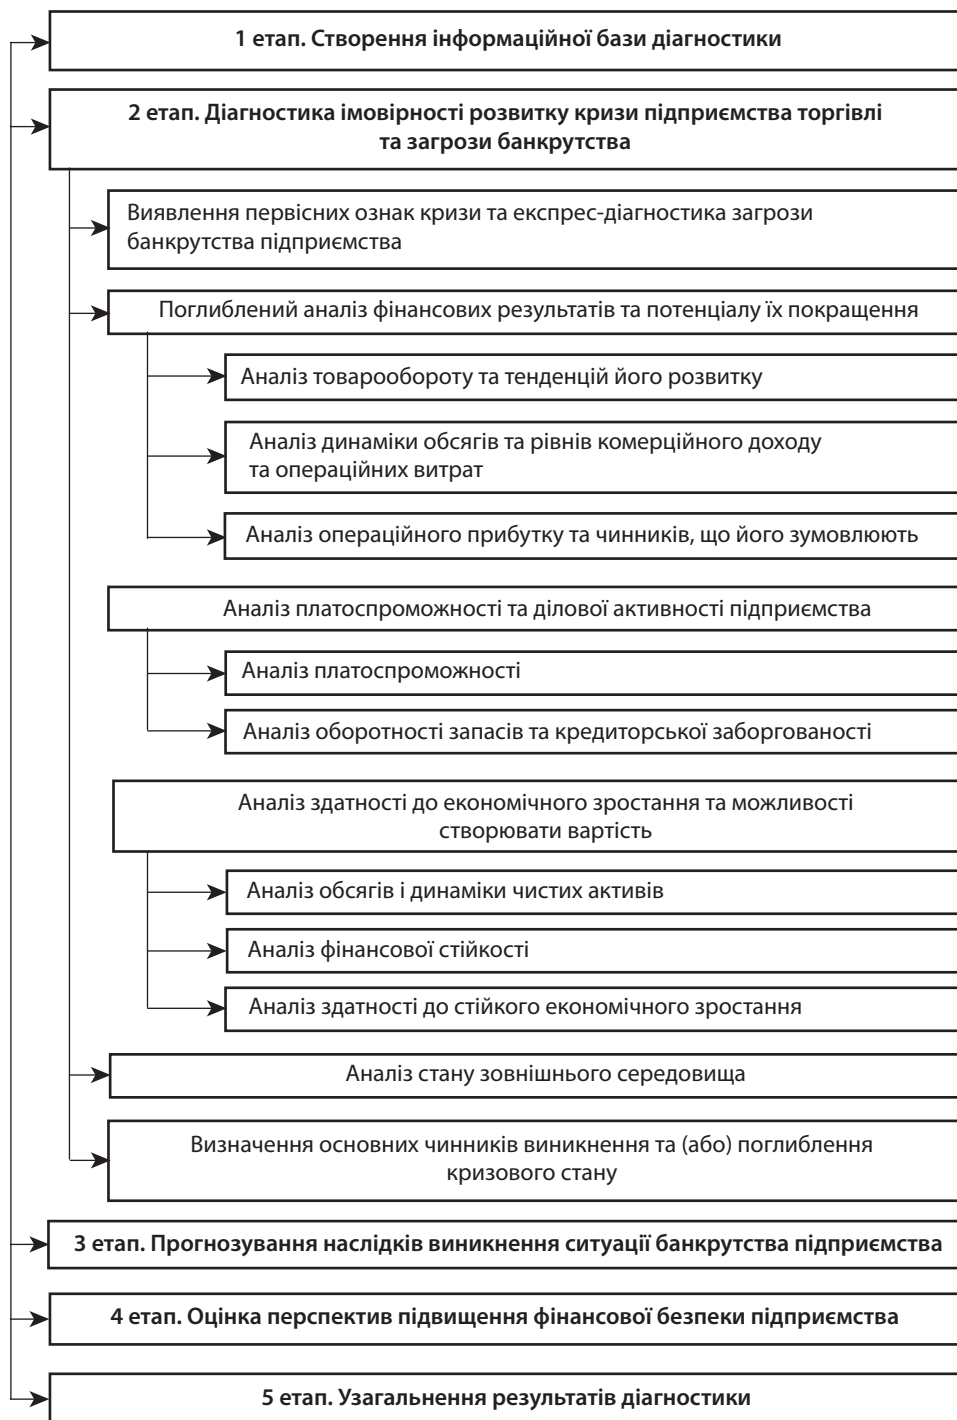 1 етап. Створення інформаційної бази діагностики
2 етап. Діагностика імовірності розвитку кризи підприємства торгівлі
та загрози банкрутства
Виявлення первісних ознак кризи та експрес-діагностика загрози
банкрутства підприємства
Поглиблений аналіз фінансових результатів та потенціалу їх покращення
Аналіз товарообороту та тенденцій його розвитку
Аналіз динаміки обсягів та рівнів комерційного доходу
та операційних витрат
Аналіз операційного прибутку та чинників, що його зумовлюють
Аналіз платоспроможності та ділової активності підприємства
Аналіз платоспроможності
Аналіз оборотності запасів та кредиторської заборгованості
Аналіз здатності до економічного зростання та можливості
створювати вартість
Аналіз обсягів і динаміки чистих активів
Аналіз фінансової стійкості
Аналіз здатності до стійкого економічного зростання
Аналіз стану зовнішнього середовища
Визначення основних чинників виникнення та (або) поглиблення
кризового стану
3 етап. Прогнозування наслідків виникнення ситуації банкрутства підприємства
4 етап. Оцінка перспектив підвищення фінансової безпеки підприємства
5 етап. Узагальнення результатів діагностики